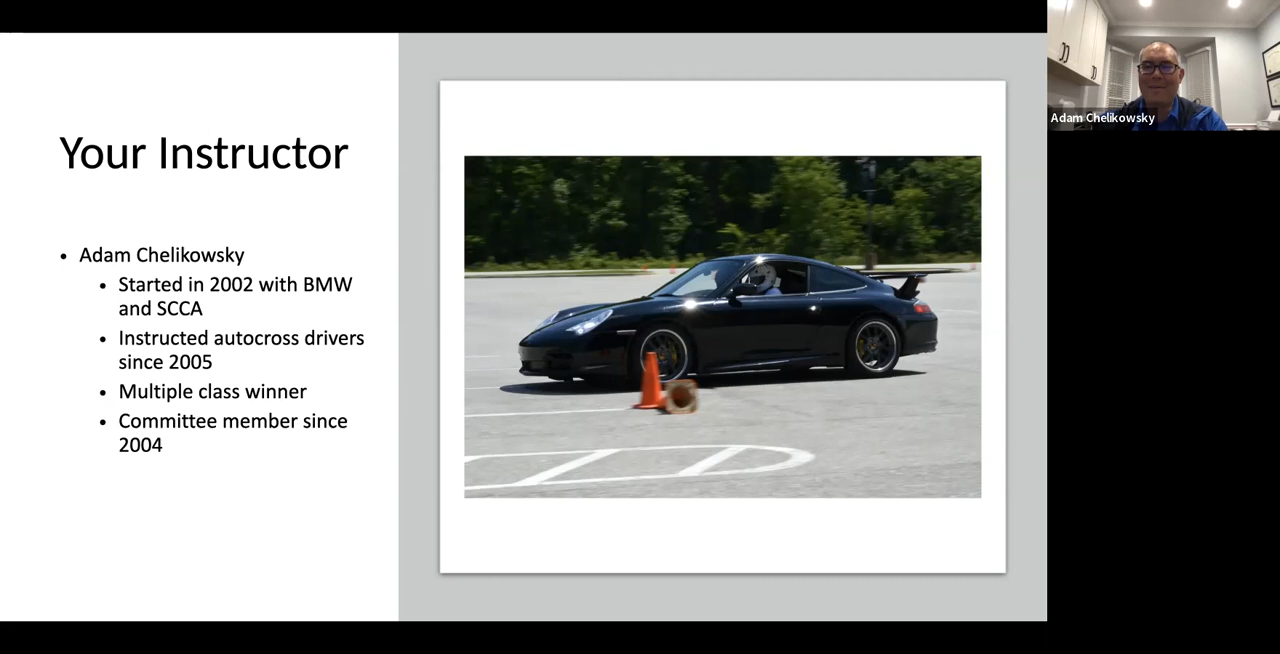 Your Instructor
• Adam Chelikowsky
• Started in 2002 with BMW
and SCCA
• Instructed autocross drivers
since 2005
• Multiple class winner
• Committee member since
2004
Adam Chelikowsky